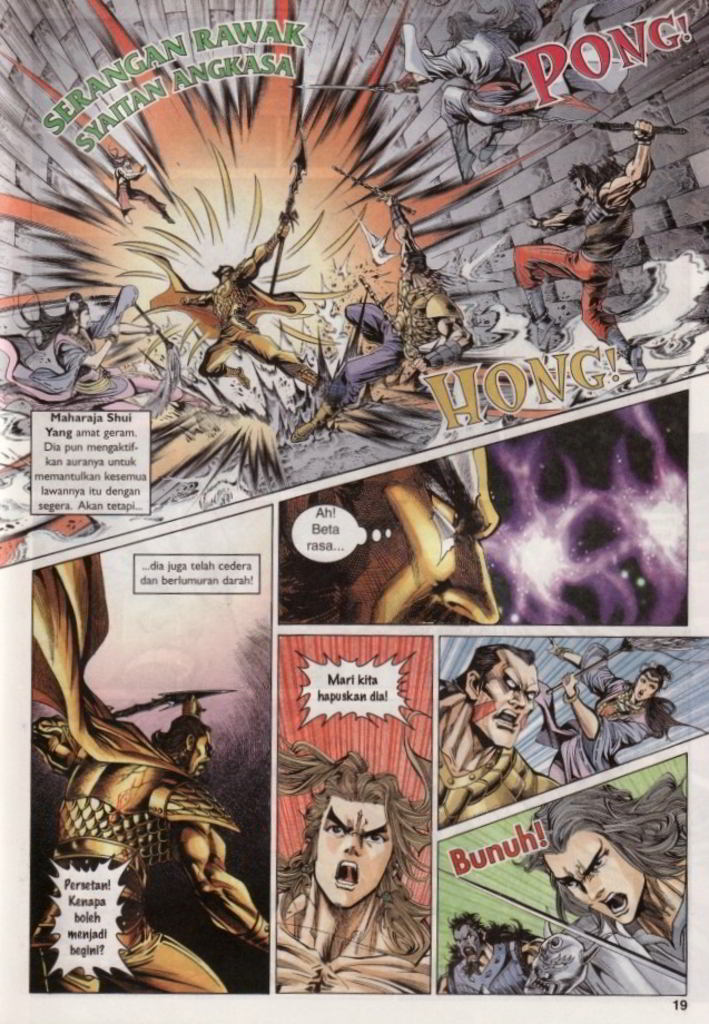 SERANGAN RAWAK
SYAITAN ANGKASA
PONG!
HONG!
Maharaja Shui
Yang amat geram.
Dia pun mengaktif-
kan auranya untuk
memantulkan kesemua
lawannya itu dengan
segera. Akan tetapi...
Ah!
Beta
rasa...
...dia juga telah cedera
dan berlumuran darah!
Persetan!
Kenapa
boleh
menjadi
begini?
Mari kita
hapuskan dia!
Bunuh!
19